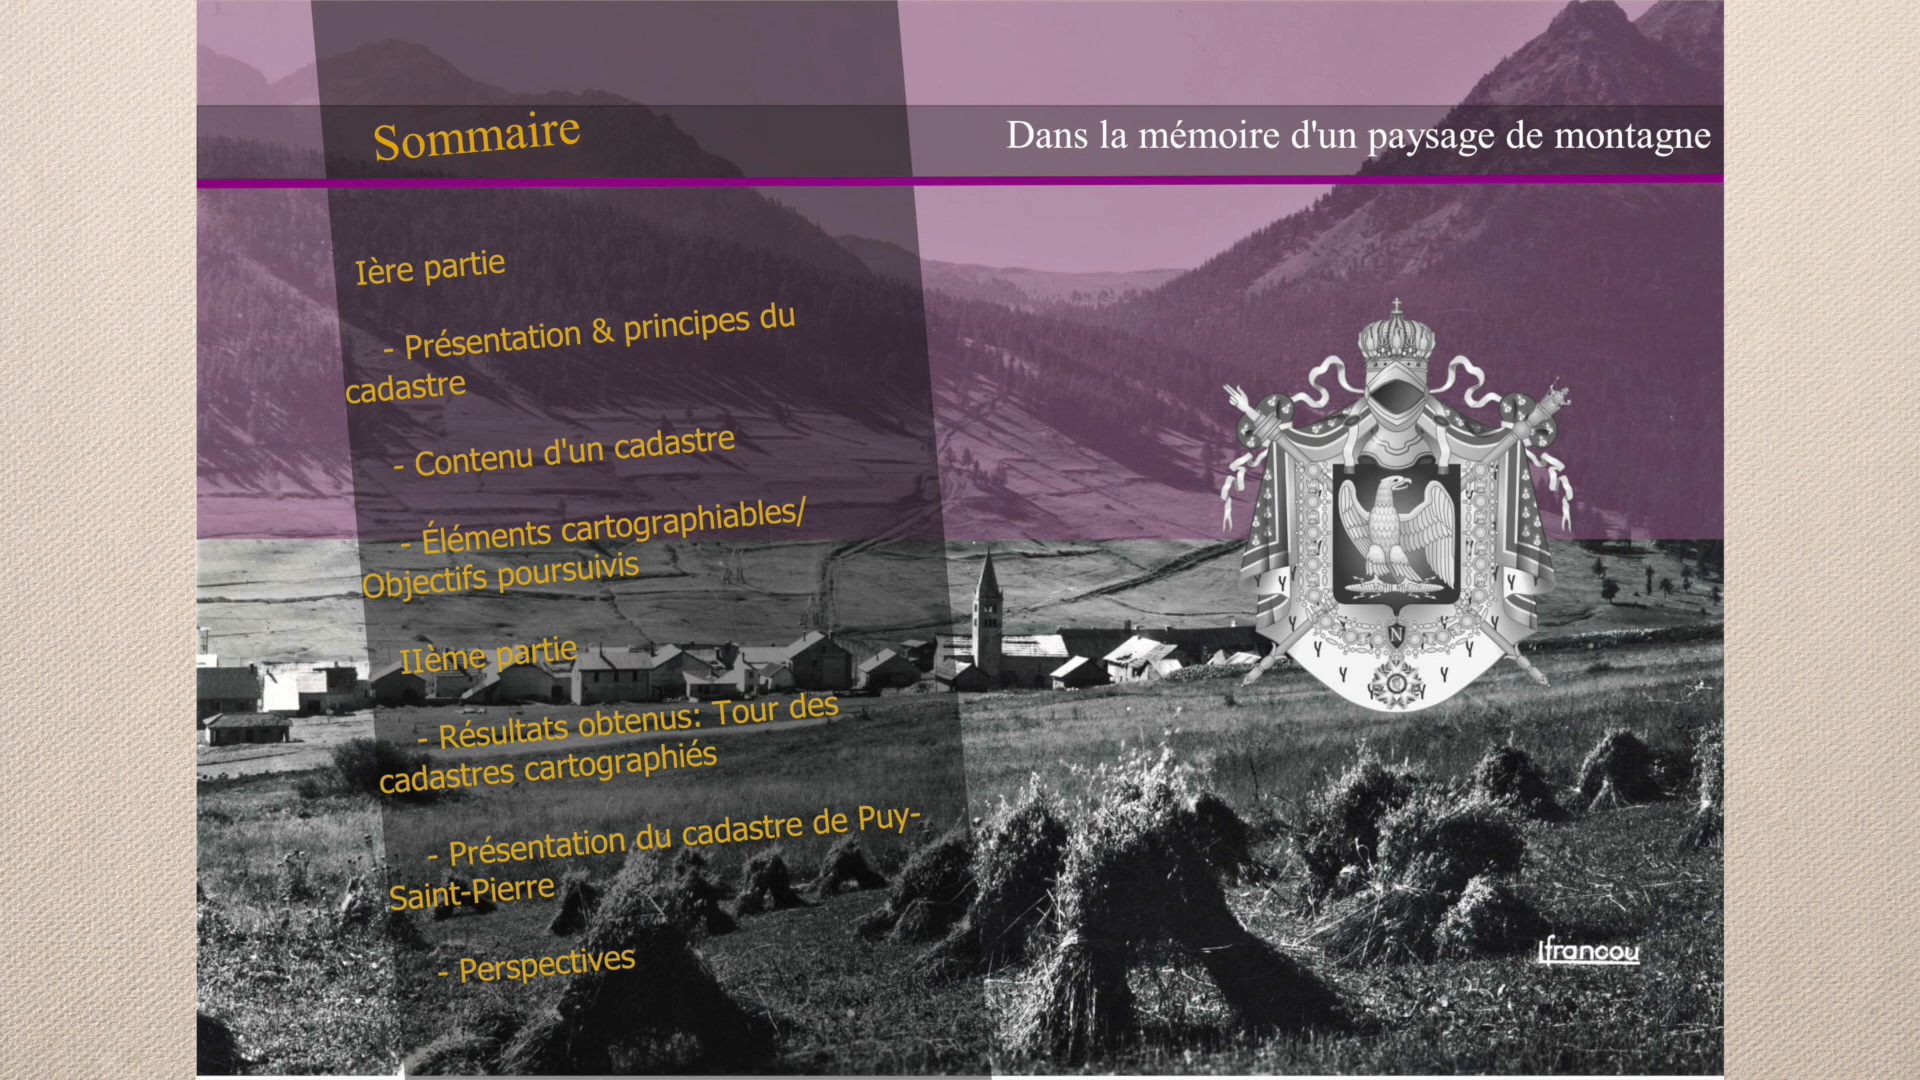 Sommaire
Dans la mémoire d'un paysage de montagne
Ière partie
- Présentation & principes du
cadastre
- Contenu d'un cadastre
- Éléments cartographiables/
Objectifs poursuivis
IIème partie
- Résultats obtenus: Tour des
cadastres cartographiés
- Présentation du cadastre de Puy-
Saint-Pierre
- Perspectives
N
lfrancou